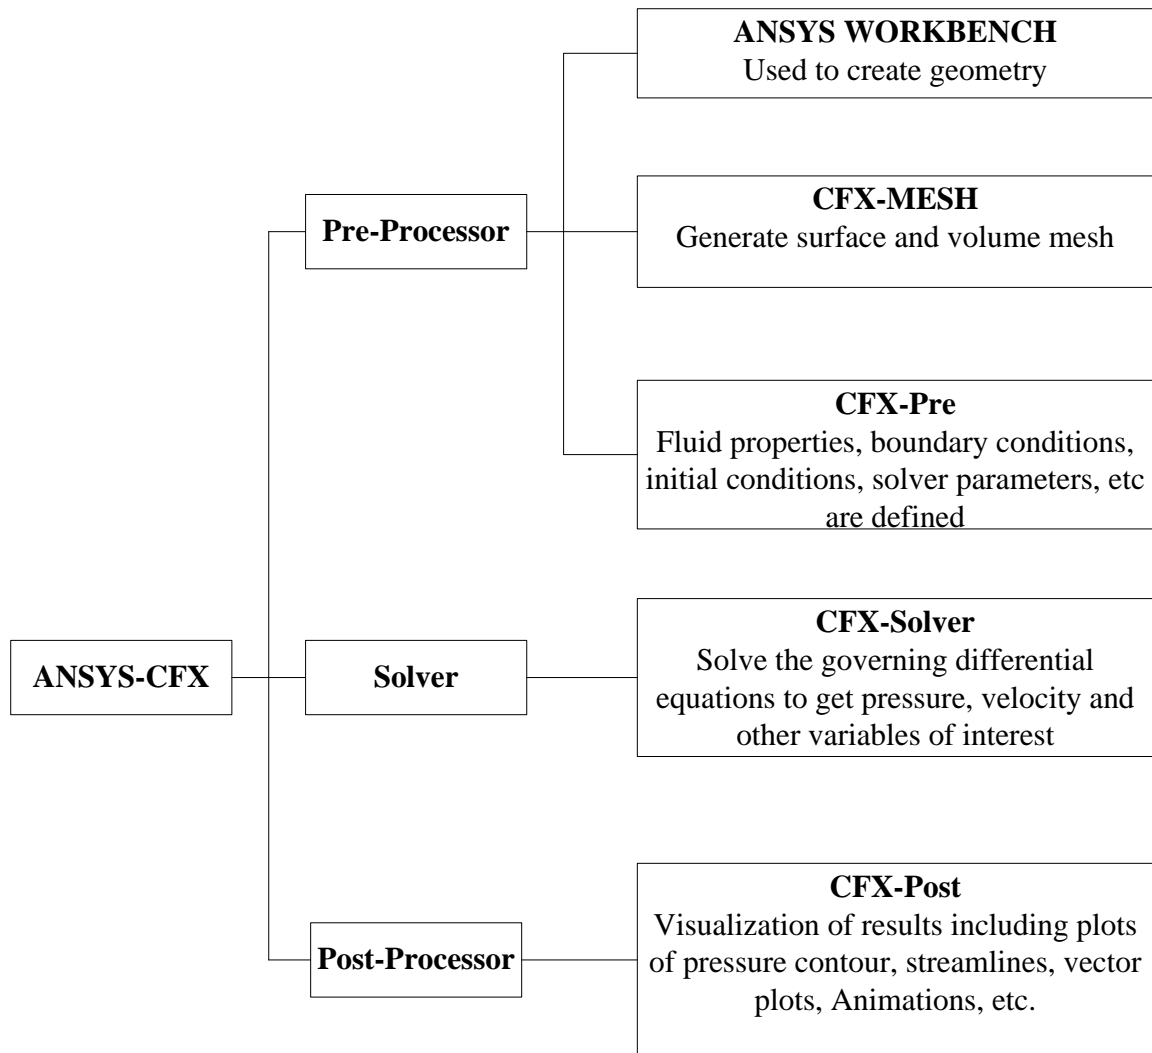 ANSYS WORKBENCH
Used to create geometry
CFX-MESH
Generate surface and volume mesh
Pre-Processor
CFX-Pre
Fluid properties, boundary conditions,
initial conditions, solver parameters, etc
are defined
ANSYS-CFX
Solver
CFX-Solver
Solve the governing differential
equations to get pressure, velocity and
other variables of interest
Post-Processor
CFX-Post
Visualization of results including plots
of pressure contour, streamlines, vector
plots, Animations, etc.